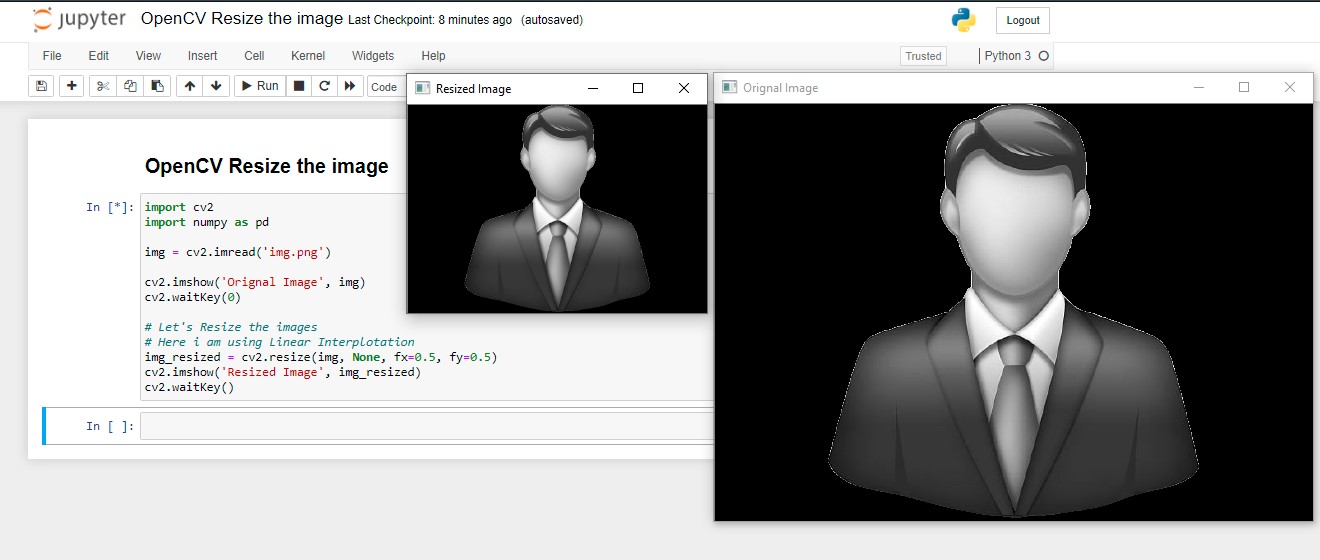 jupyter OpenCV Resize the image Last Checkpoint: 8 minutes ago (autosaved)
Logout
File Edit View Insert Cell Kernel Widgets Help
Trusted
Python 3
Run
Code
Resized Image
Orignal Image
OpenCV Resize the image
In [*]:
import cv2
import numpy as pd
img = cv2.imread('img.png')
cv2.imshow('Orignal Image', img)
cv2.waitKey(0)
# Let's Resize the images
# Here i am using Linear Interplotation
img_resized = cv2.resize(img, None, fx=0.5, fy=0.5)
cv2.imshow('Resized Image', img_resized)
cv2.waitKey()
In [ ]: